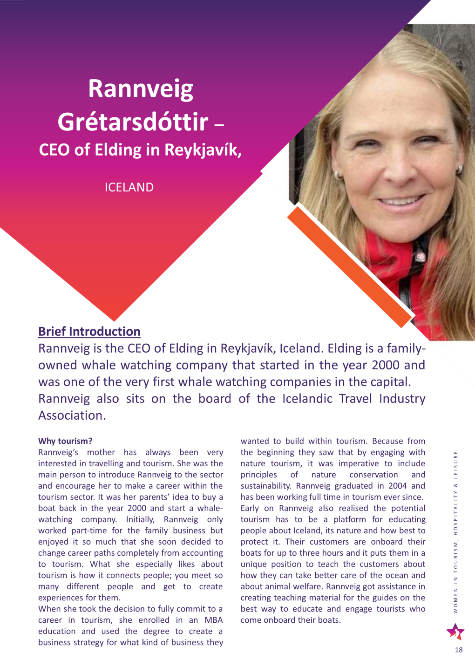 Rannveig
Grétarsdóttir –
CEO of Elding in Reykjavík,
ICELAND
Brief Introduction
Rannveig is the CEO of Elding in Reykjavík, Iceland. Elding is a family-
owned whale watching company that started in the year 2000 and
was one of the very first whale watching companies in the capital.
Rannveig also sits on the board of the Icelandic Travel Industry
Association.
Why tourism?
Rannveig's mother has always been very
interested in travelling and tourism. She was the
main person to introduce Rannveig to the sector
and encourage her to make a career within the
tourism sector. It was her parents' idea to buy a
boat back in the year 2000 and start a whale-
watching company. Initially, Rannveig only
worked part-time for the family business but
enjoyed it so much that she soon decided to
change career paths completely from accounting
to tourism. What she especially likes about
tourism is how it connects people; you meet so
many different people and get to create
experiences for them.
When she took the decision to fully commit to a
career in tourism, she enrolled in an MBA
education and used the degree to create a
business strategy for what kind of business they
wanted to build within tourism. Because from
the beginning they saw that by engaging with
nature tourism, it was imperative to include
principles of nature conservation and
sustainability. Rannveig graduated in 2004 and
has been working full time in tourism ever since.
Early on Rannveig also realised the potential
tourism has to be a platform for educating
people about Iceland, its nature and how best to
protect it. Their customers are onboard their
boats for up to three hours and it puts them in a
unique position to teach the customers about
how they can take better care of the ocean and
about animal welfare. Rannveig got assistance in
creating teaching material for the guides on the
best way to educate and engage tourists who
come onboard their boats.
WOMEN IN TOURISM, HOSPITALITY & LEISURE
18